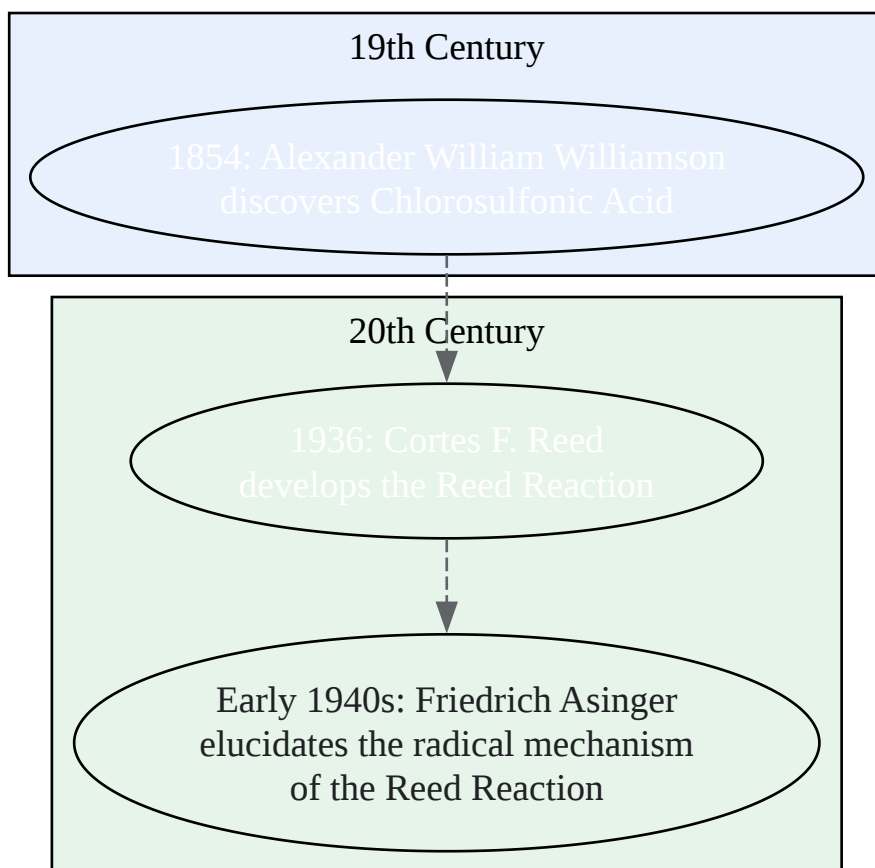 19th Century
1854: Alexander William Williamson
discovers Chlorosulfonic Acid
20th Century
1936: Cortes F. Reed
develops the Reed Reaction
Early 1940s: Friedrich Asinger
elucidates the radical mechanism
of the Reed Reaction